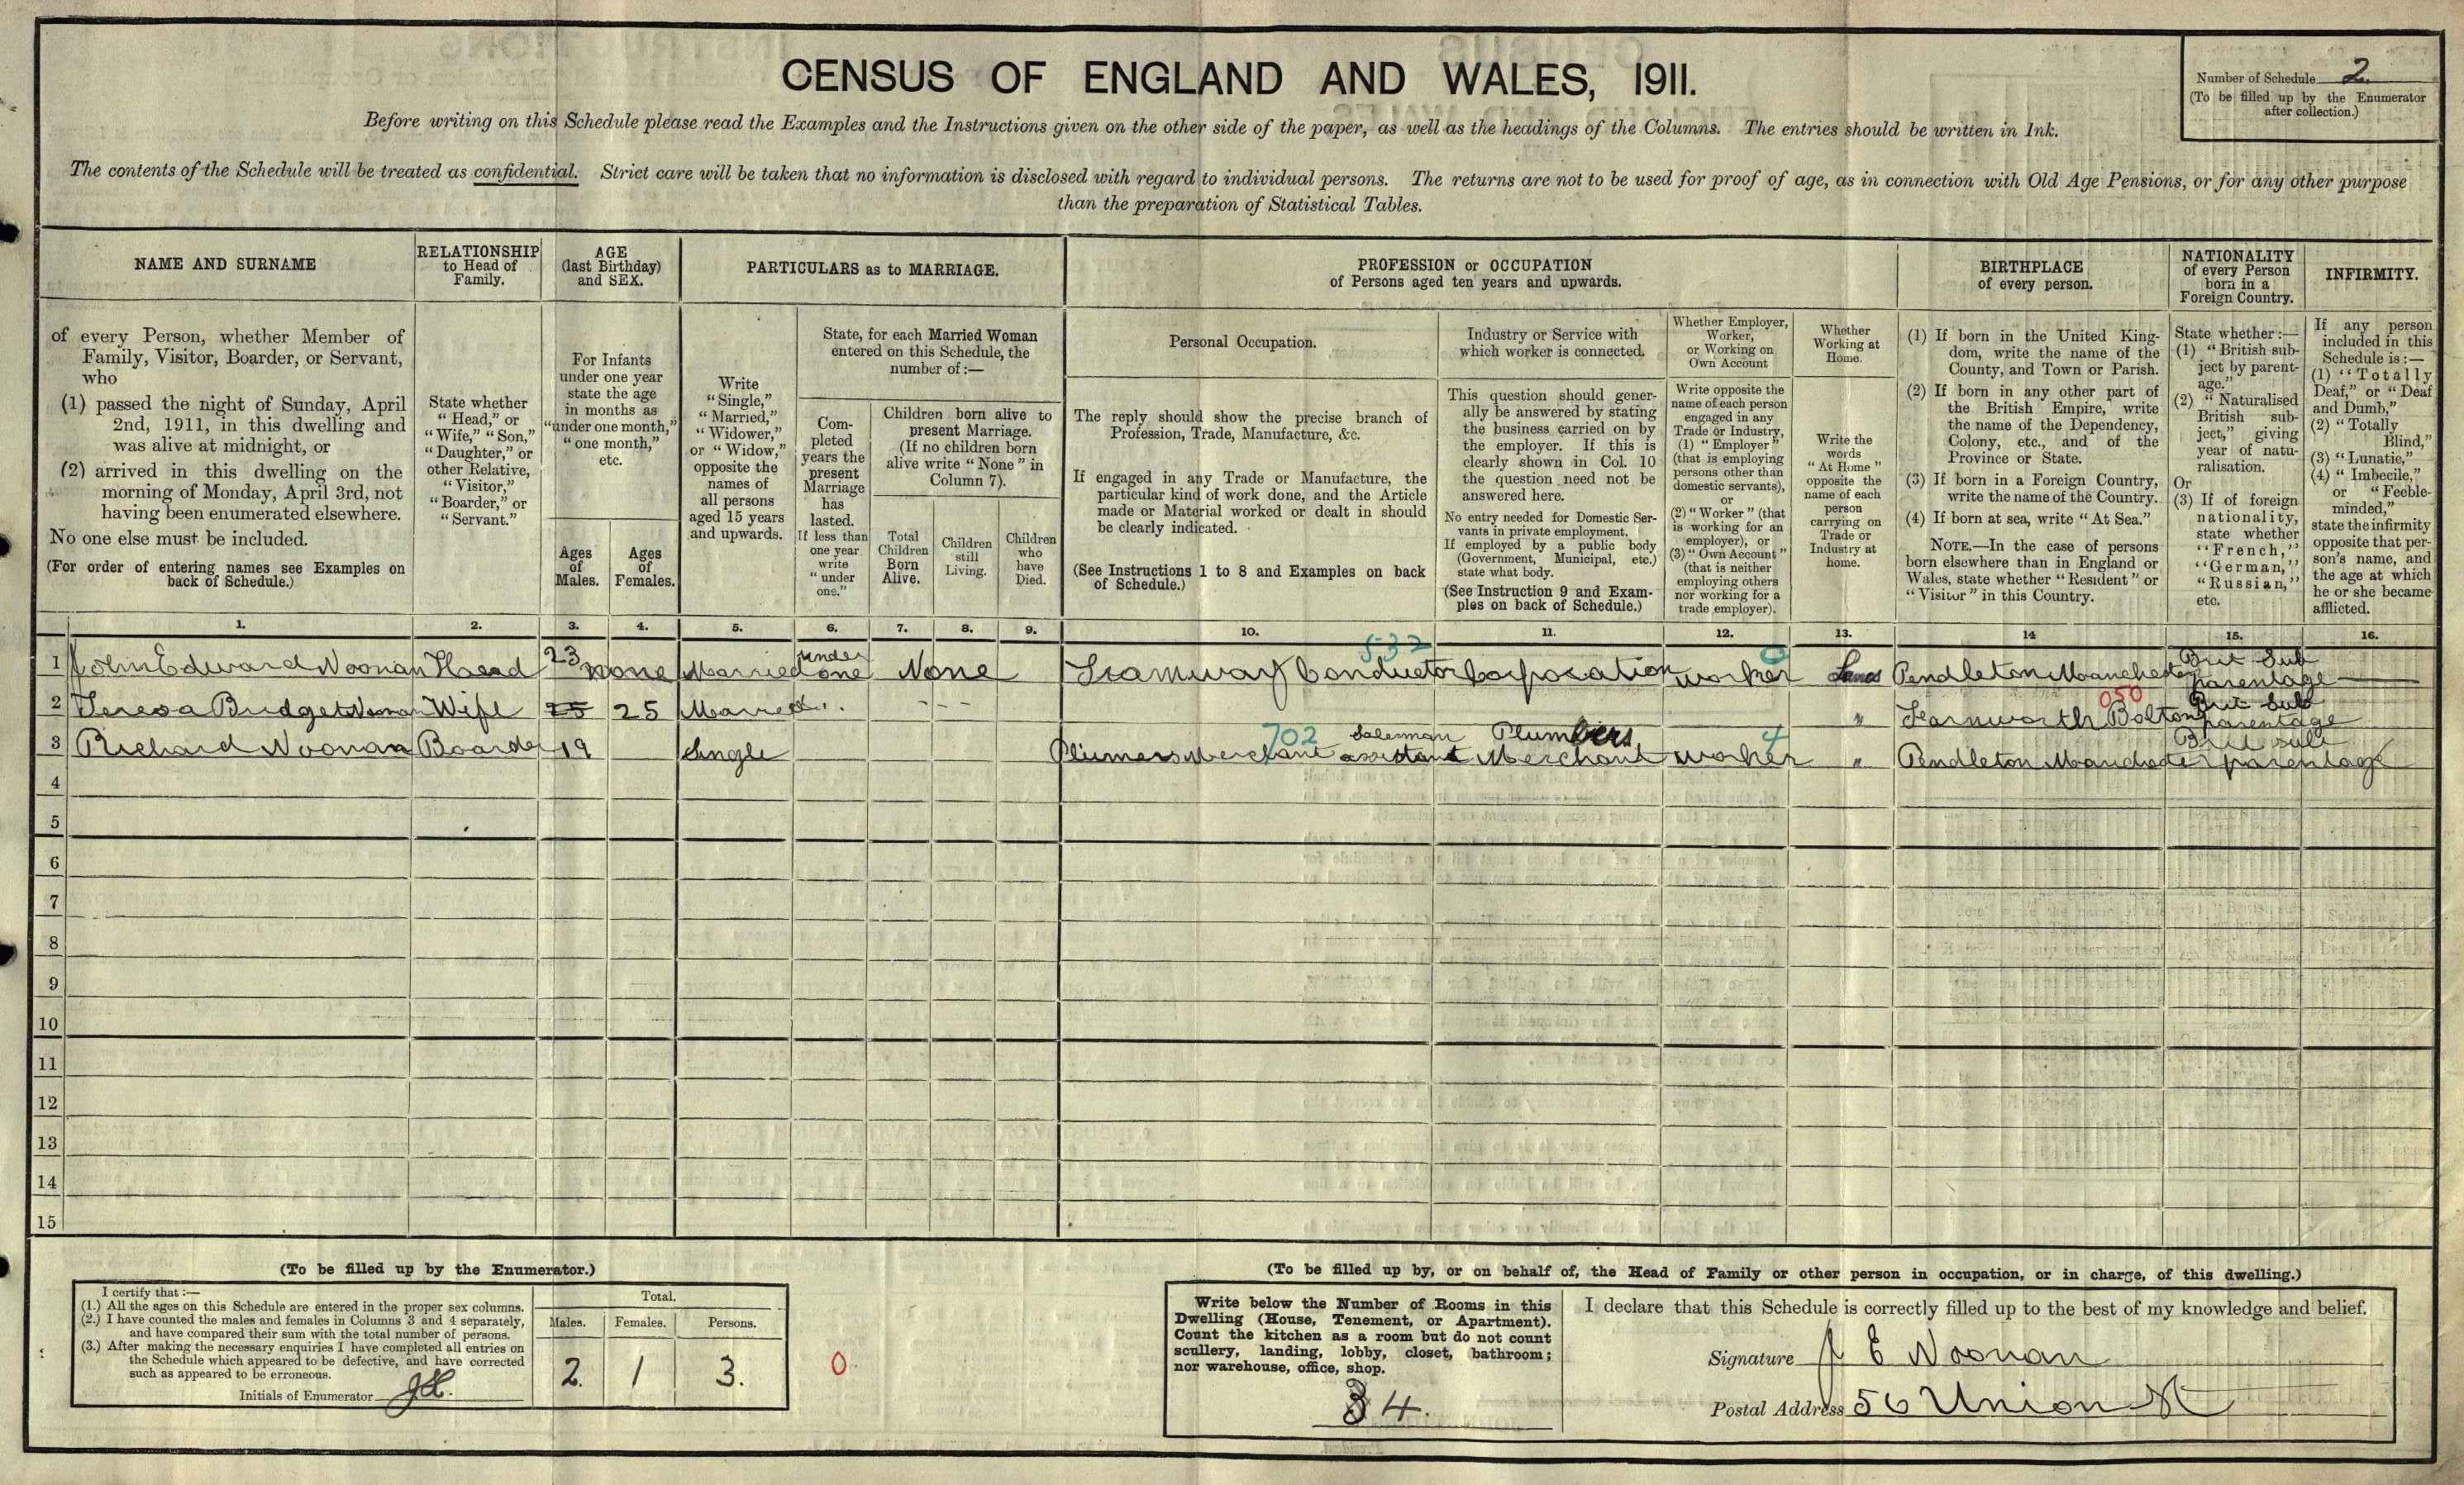 CENSUS OF ENGLAND AND WALES, 1911.
Number of Schedule 2
(To be filled up by the Enumerator
after collection.)
Before writing on this Schedule please read the Examples and the Instructions given on the other side of the paper, as well as the headings of the Columns. The entries should be written in Ink.
The contents of the Schedule will be treated as confidential. Strict care will be taken that no information is disclosed with regard to individual persons. The returns are not to be used for proof of age, as in connection with Old Age Pensions, or for any other purpose
than the preparation of Statistical Tables.
NAME AND SURNAME
of every Person, whether Member of
Family, Visitor, Boarder, or Servant,
who
(1) passed the night of Sunday, April
2nd, 1911, in this dwelling and
was alive at midnight, or
(2) arrived in this dwelling on the
morning of Monday, April 3rd, not
having been enumerated elsewhere.
No one else must be included.
(For order of entering names see Examples on
back of Schedule.)
RELATIONSHIP
to Head of
Family.
State whether
"Head," or
"Wife," "Son,"
"Daughter," or
other Relative,
"Visitor,"
"Boarder," or
"Servant."
AGE
(last Birthday)
and SEX.
For Infants
under one year
state the age
in months as
"under one month,"
"one month,"
etc.
Ages
of
Males.
Ages
of
Females.
PARTICULARS as to MARRIAGE.
Write
"Single,"
"Married,"
"Widower,"
or "Widow,"
opposite the
names of
all persons
aged 15 years
and upwards.
State, for each Married Woman
entered on this Schedule, the
number of :—
Com-
pleted
years the
present
Marriage
has
lasted.
If less than
one year
write
"under
one."
Children born alive to
present Marriage.
(If no children born
alive write "None" in
Column 7).
Total
Children
Born
Alive.
Children
still
Living.
Children
who
have
Died.
PROFESSION or OCCUPATION
of Persons aged ten years and upwards.
Personal Occupation.
The reply should show the precise branch of
Profession, Trade, Manufacture, &c.
If engaged in any Trade or Manufacture, the
particular kind of work done, and the Article
made or Material worked or dealt in should
be clearly indicated.
(See Instructions 1 to 8 and Examples on back
of Schedule.)
Industry or Service with
which worker is connected.
This question should gener-
ally be answered by stating
the business carried on by
the employer. If this is
clearly shown in Col. 10
the question need not be
answered here.
No entry needed for Domestic Ser-
vants in private employment.
If employed by a public body
(Government, Municipal, etc.)
state what body.
(See Instruction 9 and Exam-
ples on back of Schedule.)
Whether Employer,
Worker,
or Working on
Own Account
Write opposite the
name of each person
engaged in any
Trade or Industry,
(1) "Employer"
(that is employing
persons other than
domestic servants),
or
(2) "Worker" (that
is working for an
employer), or
(3) "Own Account"
(that is neither
employing others
nor working for a
trade employer).
Whether
Working at
Home.
Write the
words
"At Home"
opposite the
name of each
person
carrying on
Trade or
Industry at
home.
BIRTHPLACE
of every person.
(1) If born in the United King-
dom, write the name of the
County, and Town or Parish.
(2) If born in any other part of
the British Empire, write
the name of the Dependency,
Colony, etc., and of the
Province or State.
(3) If born in a Foreign Country,
write the name of the Country.
(4) If born at sea, write "At Sea."
NOTE.—In the case of persons
born elsewhere than in England or
Wales, state whether "Resident" or
"Visitor" in this Country.
NATIONALITY
of every Person
born in a
Foreign Country.
State whether :—
(1) "British sub-
ject by parent-
age."
(2) "Naturalised
British sub-
ject," giving
year of natu-
ralisation.
Or
(3) If of foreign
nationality,
state whether
"French,"
"German,"
"Russian,"
etc.
INFIRMITY.
If any person
included in this
Schedule is :—
(1) "Totally
Deaf," or "Deaf
and Dumb,"
(2) "Totally
Blind,"
(3) "Lunatic,"
(4) "Imbecile,"
or "Feeble-
minded,"
state the infirmity
opposite that per-
son's name, and
the age at which
he or she became
afflicted.
1. 2. 3. 4. 5. 6. 7. 8. 9. 10. 11. 12. 13. 14 15. 16.
1 John Edward Noonan Head 23 none Married under one None Tramway Conductor 532 Corporation worker 0 Lancs Pendleton Manchester Brit Sub parentage
2 Teresa Bridget Noonan Wife 25 25 Married " Farnworth Bolton 050 Brit Sub parentage
3 Richard Noonan Boarder 19 Single Plumers Merchant 702 Salesman assistant Plumbers Merchant worker 4 " Pendleton Manchester Brit sub parentage
4
5
6
7
8
9
10
11
12
13
14
15
(To be filled up by the Enumerator.)
I certify that :—
(1.) All the ages on this Schedule are entered in the proper sex columns.
(2.) I have counted the males and females in Columns 3 and 4 separately,
and have compared their sum with the total number of persons.
(3.) After making the necessary enquiries I have completed all entries on
the Schedule which appeared to be defective, and have corrected
such as appeared to be erroneous.
Initials of Enumerator
Total.
Males. Females. Persons.
2. 1 3.
0
(To be filled up by, or on behalf of, the Head of Family or other person in occupation, or in charge, of this dwelling.)
Write below the Number of Rooms in this
Dwelling (House, Tenement, or Apartment).
Count the kitchen as a room but do not count
scullery, landing, lobby, closet, bathroom;
nor warehouse, office, shop.
3 4.
I declare that this Schedule is correctly filled up to the best of my knowledge and belief.
Signature J E Noonan
Postal Address 56 Union St